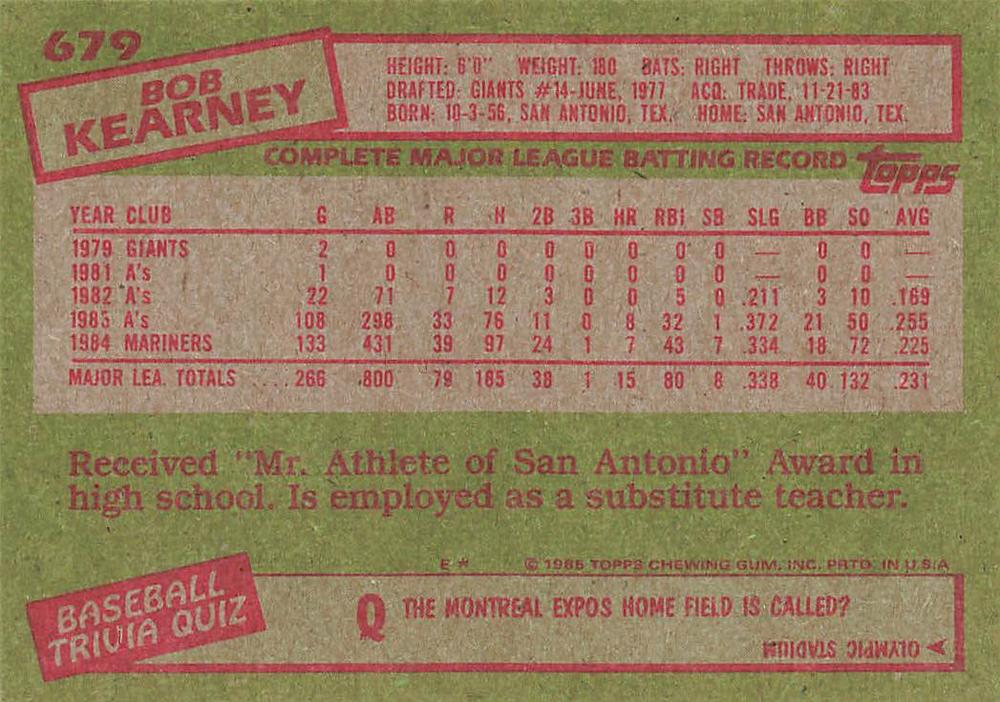 679
BOB
KEARNEY
HEIGHT: 6'0" WEIGHT: 180 BATS: RIGHT THROWS: RIGHT
DRAFTED: GIANTS #14-JUNE, 1977 ACQ: TRADE, 11-21-83
BORN: 10-3-56, SAN ANTONIO, TEX. HOME: SAN ANTONIO, TEX.
COMPLETE MAJOR LEAGUE BATTING RECORD topps
YEAR CLUB G AB R H 2B 3B HR RBI SB SLG BB SO AVG
1979 GIANTS 2 0 0 0 0 0 0 0 0 — 0 0 —
1981 A's 1 0 0 0 0 0 0 0 0 — 0 0 —
1982 A's 22 71 7 12 3 0 0 5 0 .211 3 10 .169
1983 A's 108 298 33 76 11 0 8 32 1 .372 21 50 .255
1984 MARINERS 133 431 39 97 24 1 7 43 7 .334 18 72 .225
MAJOR LEA. TOTALS .... 266 800 79 185 38 1 15 80 8 .338 40 132 .231
Received "Mr. Athlete of San Antonio" Award in
high school. Is employed as a substitute teacher.
E* © 1985 TOPPS CHEWING GUM, INC. PRTD. IN U.S.A.
BASEBALL
TRIVIA QUIZ
Q THE MONTREAL EXPOS HOME FIELD IS CALLED?
A OLYMPIC STADIUM